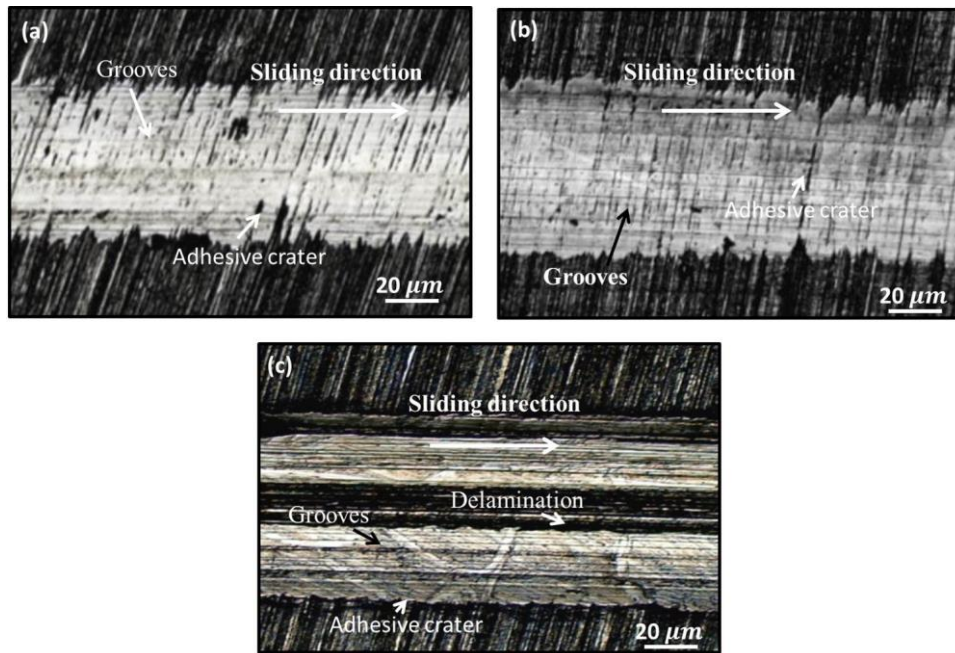 (a)
Grooves
Sliding direction
Adhesive crater
20 μm
(b)
Sliding direction
Adhesive crater
Grooves
20 μm
(c)
Sliding direction
Delamination
Grooves
Adhesive crater
20 μm